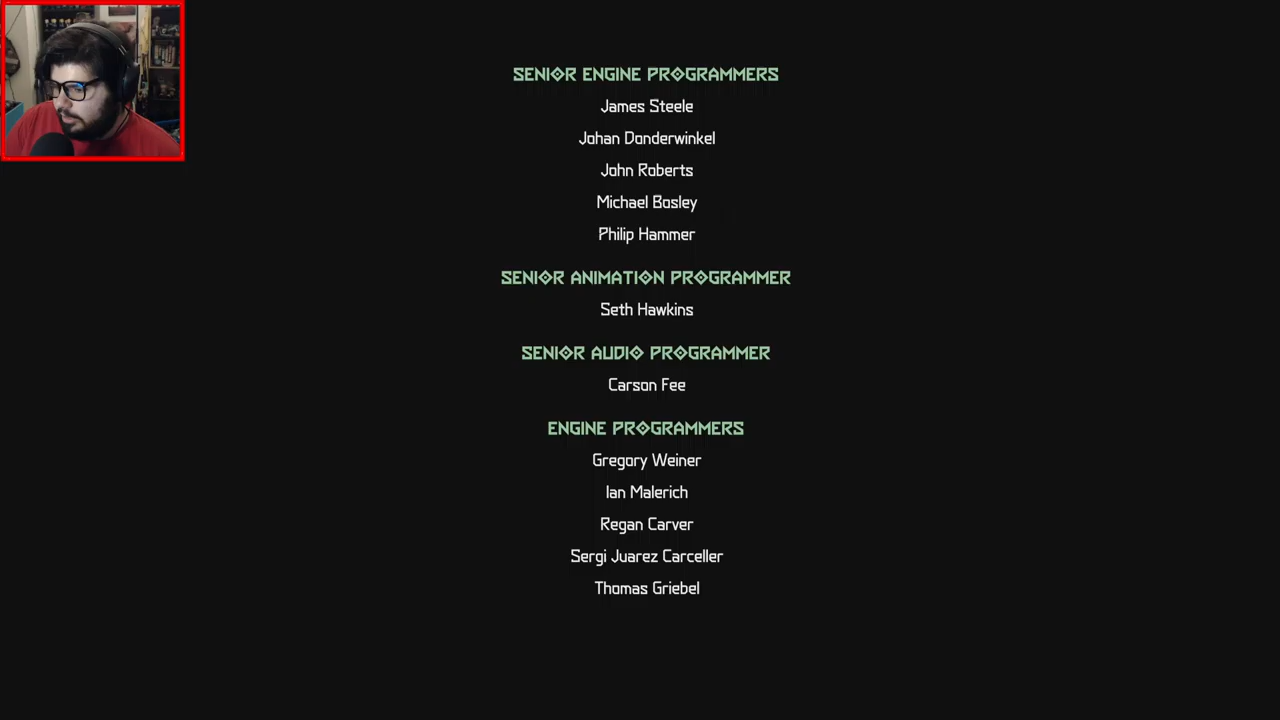 SENIOR ENGINE PROGRAMMERS
James Steele
Johan Donderwinkel
John Roberts
Michael Bosley
Philip Hammer
SENIOR ANIMATION PROGRAMMER
Seth Hawkins
SENIOR AUDIO PROGRAMMER
Carson Fee
ENGINE PROGRAMMERS
Gregory Weiner
Ian Malerich
Regan Carver
Sergi Juarez Carceller
Thomas Griebel